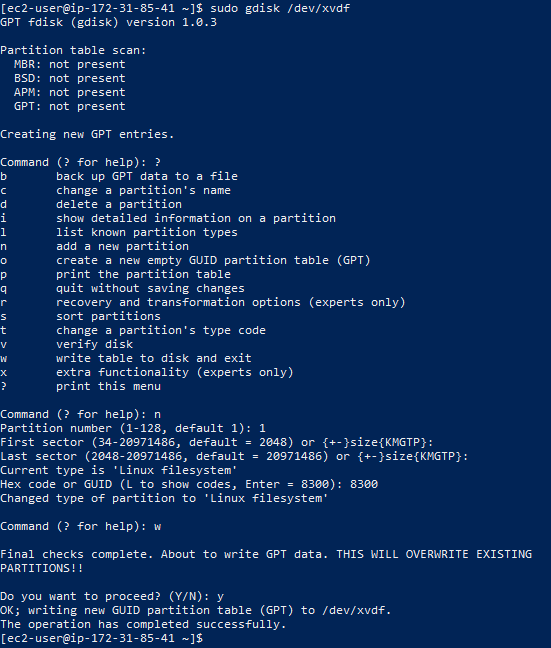 [ec2-user@ip-172-31-85-41 ~]$ sudo gdisk /dev/xvdf
GPT fdisk (gdisk) version 1.0.3
Partition table scan:
  MBR: not present
  BSD: not present
  APM: not present
  GPT: not present
Creating new GPT entries.
Command (? for help): ?
b       back up GPT data to a file
c       change a partition's name
d       delete a partition
i       show detailed information on a partition
l       list known partition types
n       add a new partition
o       create a new empty GUID partition table (GPT)
p       print the partition table
q       quit without saving changes
r       recovery and transformation options (experts only)
s       sort partitions
t       change a partition's type code
v       verify disk
w       write table to disk and exit
x       extra functionality (experts only)
?       print this menu
Command (? for help): n
Partition number (1-128, default 1): 1
First sector (34-20971486, default = 2048) or {+-}size{KMGTP}:
Last sector (2048-20971486, default = 20971486) or {+-}size{KMGTP}:
Current type is 'Linux filesystem'
Hex code or GUID (L to show codes, Enter = 8300): 8300
Changed type of partition to 'Linux filesystem'
Command (? for help): w
Final checks complete. About to write GPT data. THIS WILL OVERWRITE EXISTING
PARTITIONS!!
Do you want to proceed? (Y/N): y
OK; writing new GUID partition table (GPT) to /dev/xvdf.
The operation has completed successfully.
[ec2-user@ip-172-31-85-41 ~]$